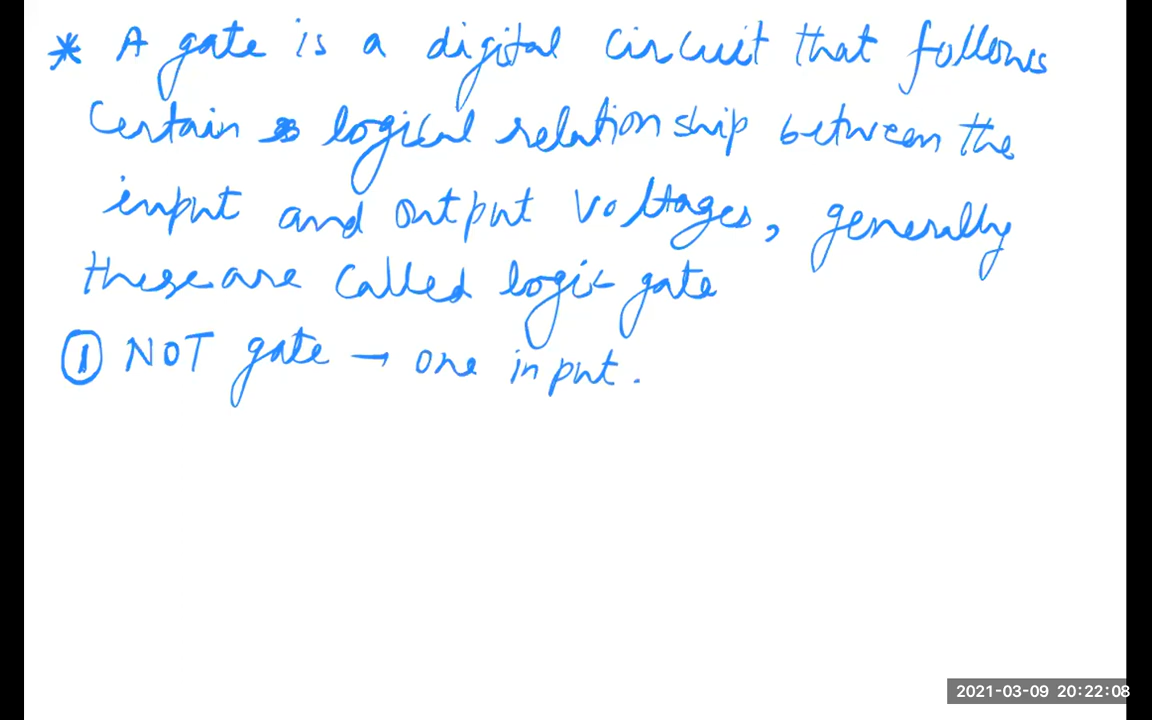 * A gate is a digital circuit that follows
certain logical relationship between the
input and output voltages, generally
these are called logic gate
① NOT gate → one input.
2021-03-09 20:22:08